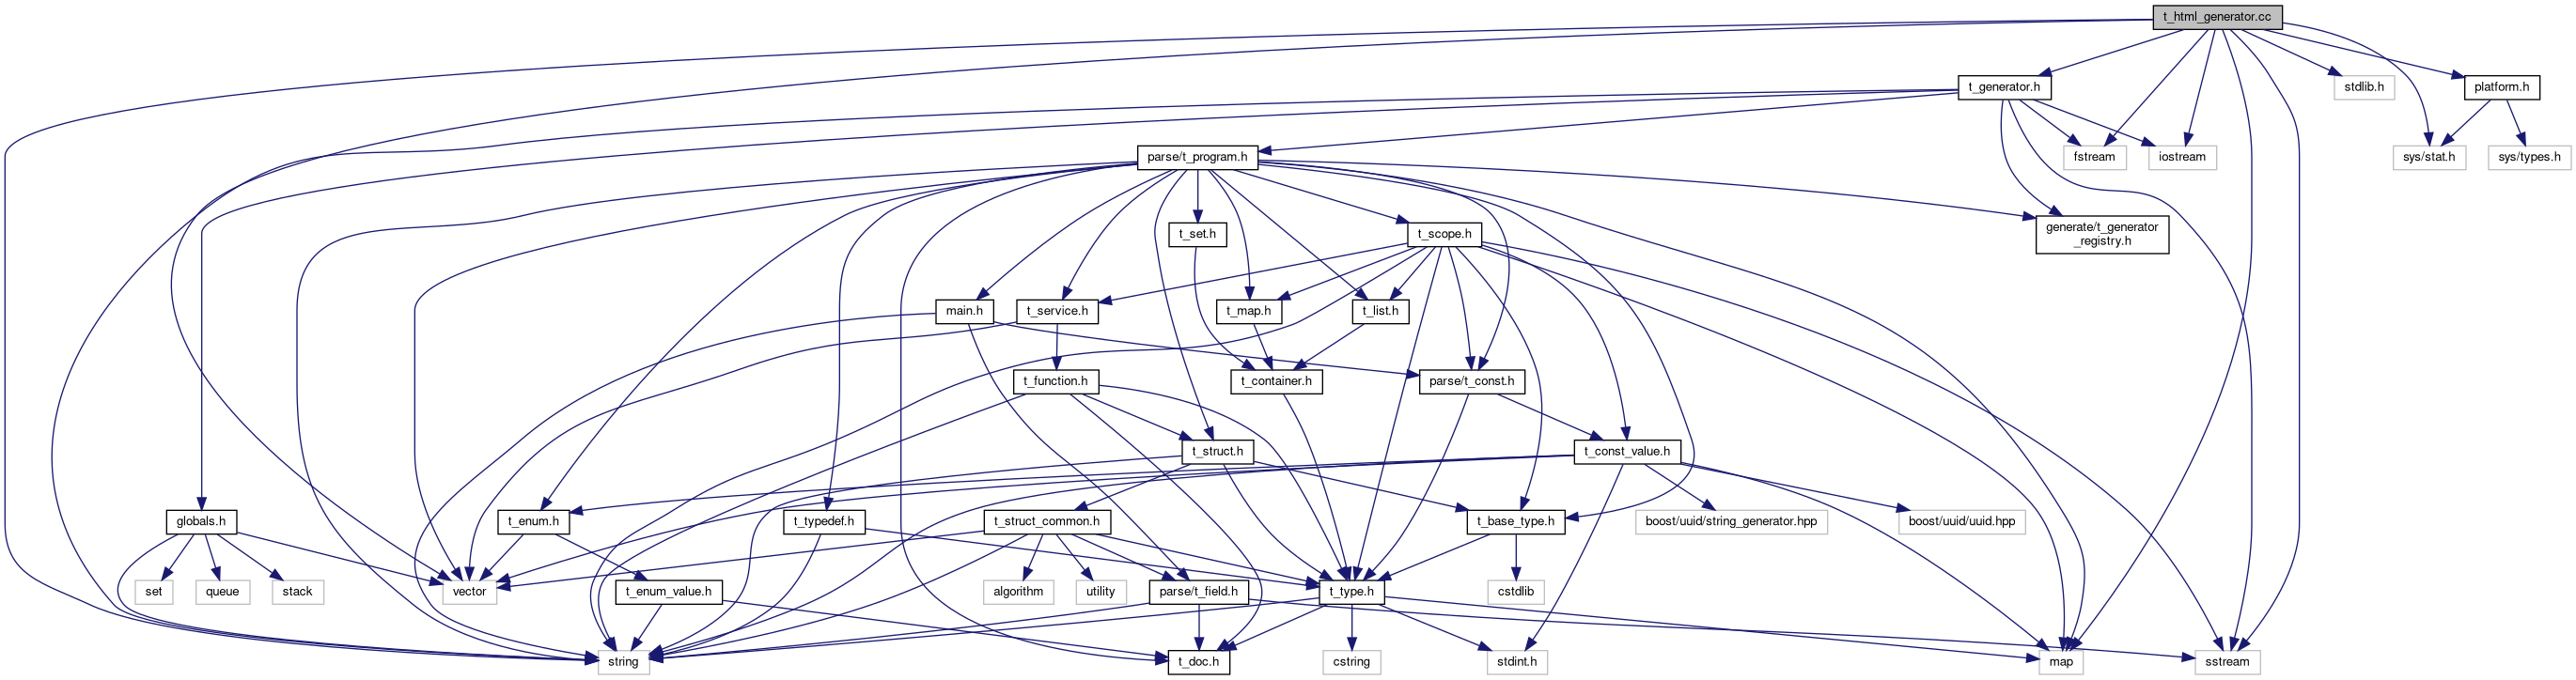 t_html_generator.cc
t_generator.h
stdlib.h
platform.h
parse/t_program.h
fstream
iostream
sys/stat.h
sys/types.h
t_set.h
t_scope.h
generate/t_generator
_registry.h
main.h
t_service.h
t_map.h
t_list.h
t_function.h
t_container.h
parse/t_const.h
t_struct.h
t_const_value.h
globals.h
t_enum.h
t_typedef.h
t_struct_common.h
t_base_type.h
boost/uuid/string_generator.hpp
boost/uuid/uuid.hpp
set
queue
stack
vector
t_enum_value.h
algorithm
utility
parse/t_field.h
t_type.h
cstdlib
string
t_doc.h
cstring
stdint.h
map
sstream